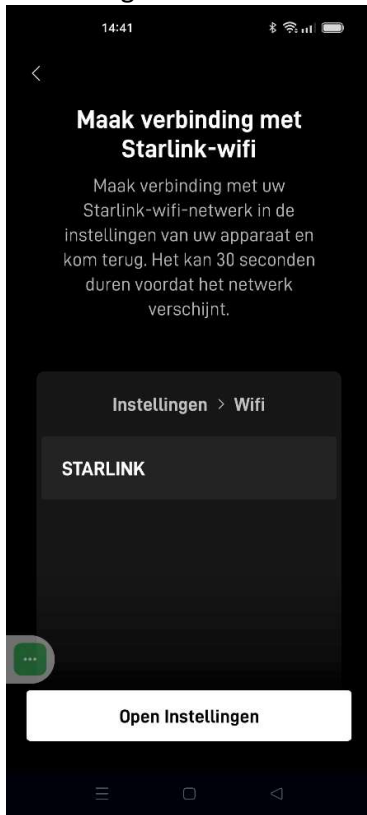 14:41
Maak verbinding met
Starlink-wifi
Maak verbinding met uw
Starlink-wifi-netwerk in de
instellingen van uw apparaat en
kom terug. Het kan 30 seconden
duren voordat het netwerk
verschijnt.
Instellingen > Wifi
STARLINK
Open Instellingen